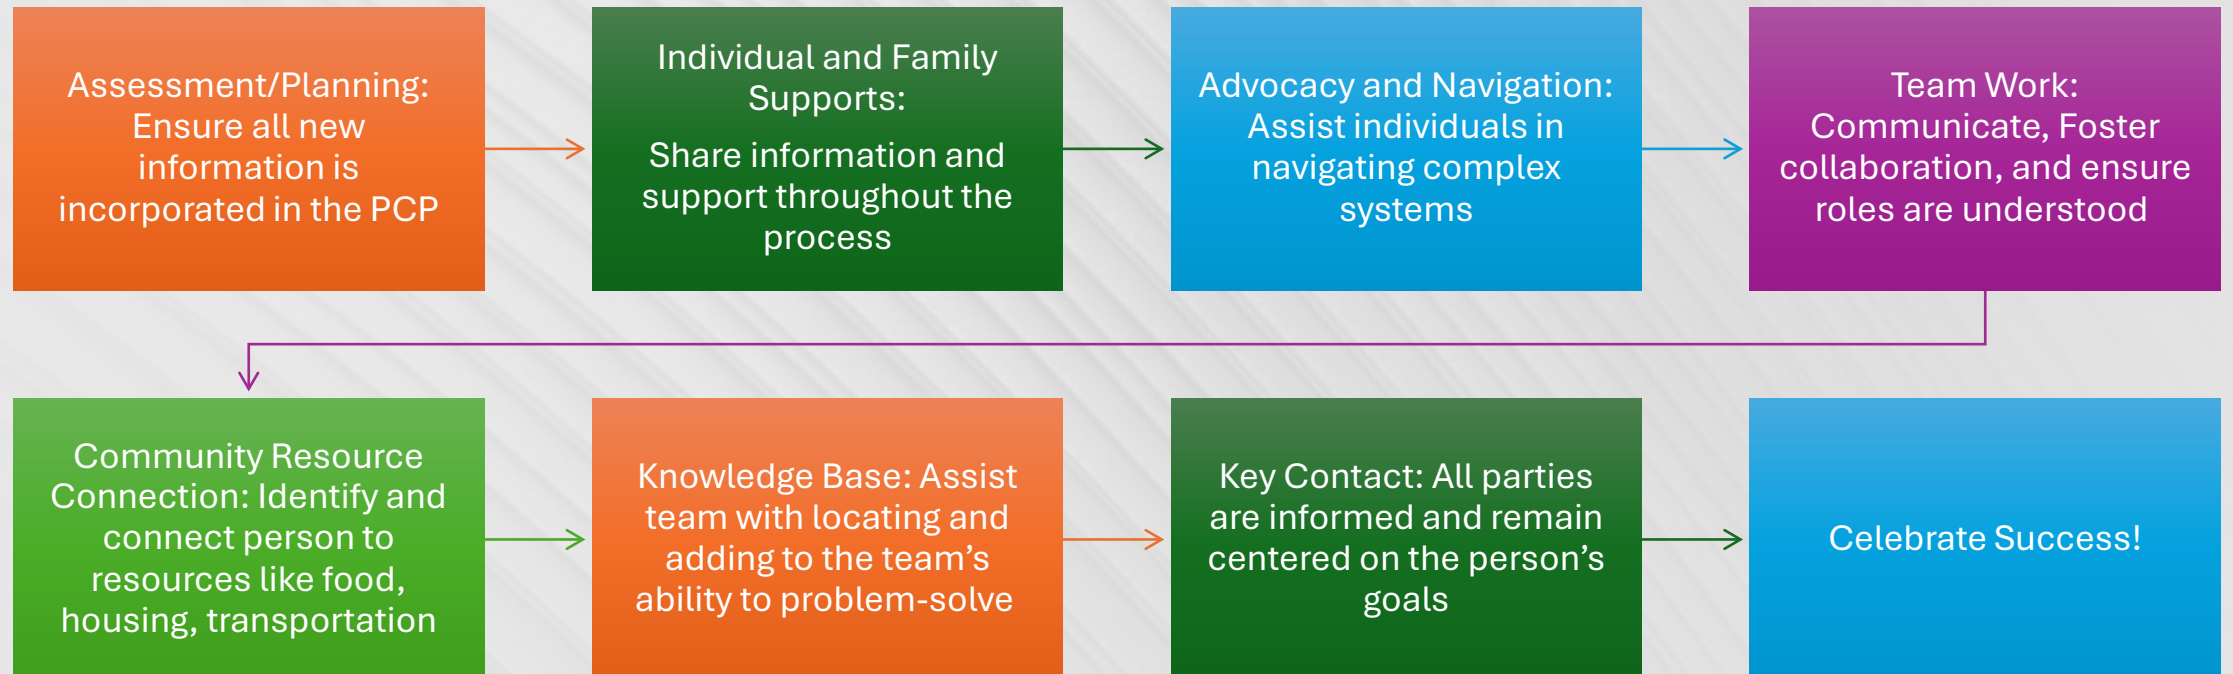 Assessment/Planning:
Ensure all new
information is
incorporated in the PCP
Individual and Family
Supports:
Share information and
support throughout the
process
Advocacy and Navigation:
Assist individuals in
navigating complex
systems
Team Work:
Communicate, Foster
collaboration, and ensure
roles are understood
Community Resource
Connection: Identify and
connect person to
resources like food,
housing, transportation
Knowledge Base: Assist
team with locating and
adding to the team’s
ability to problem-solve
Key Contact: All parties
are informed and remain
centered on the person’s
goals
Celebrate Success!